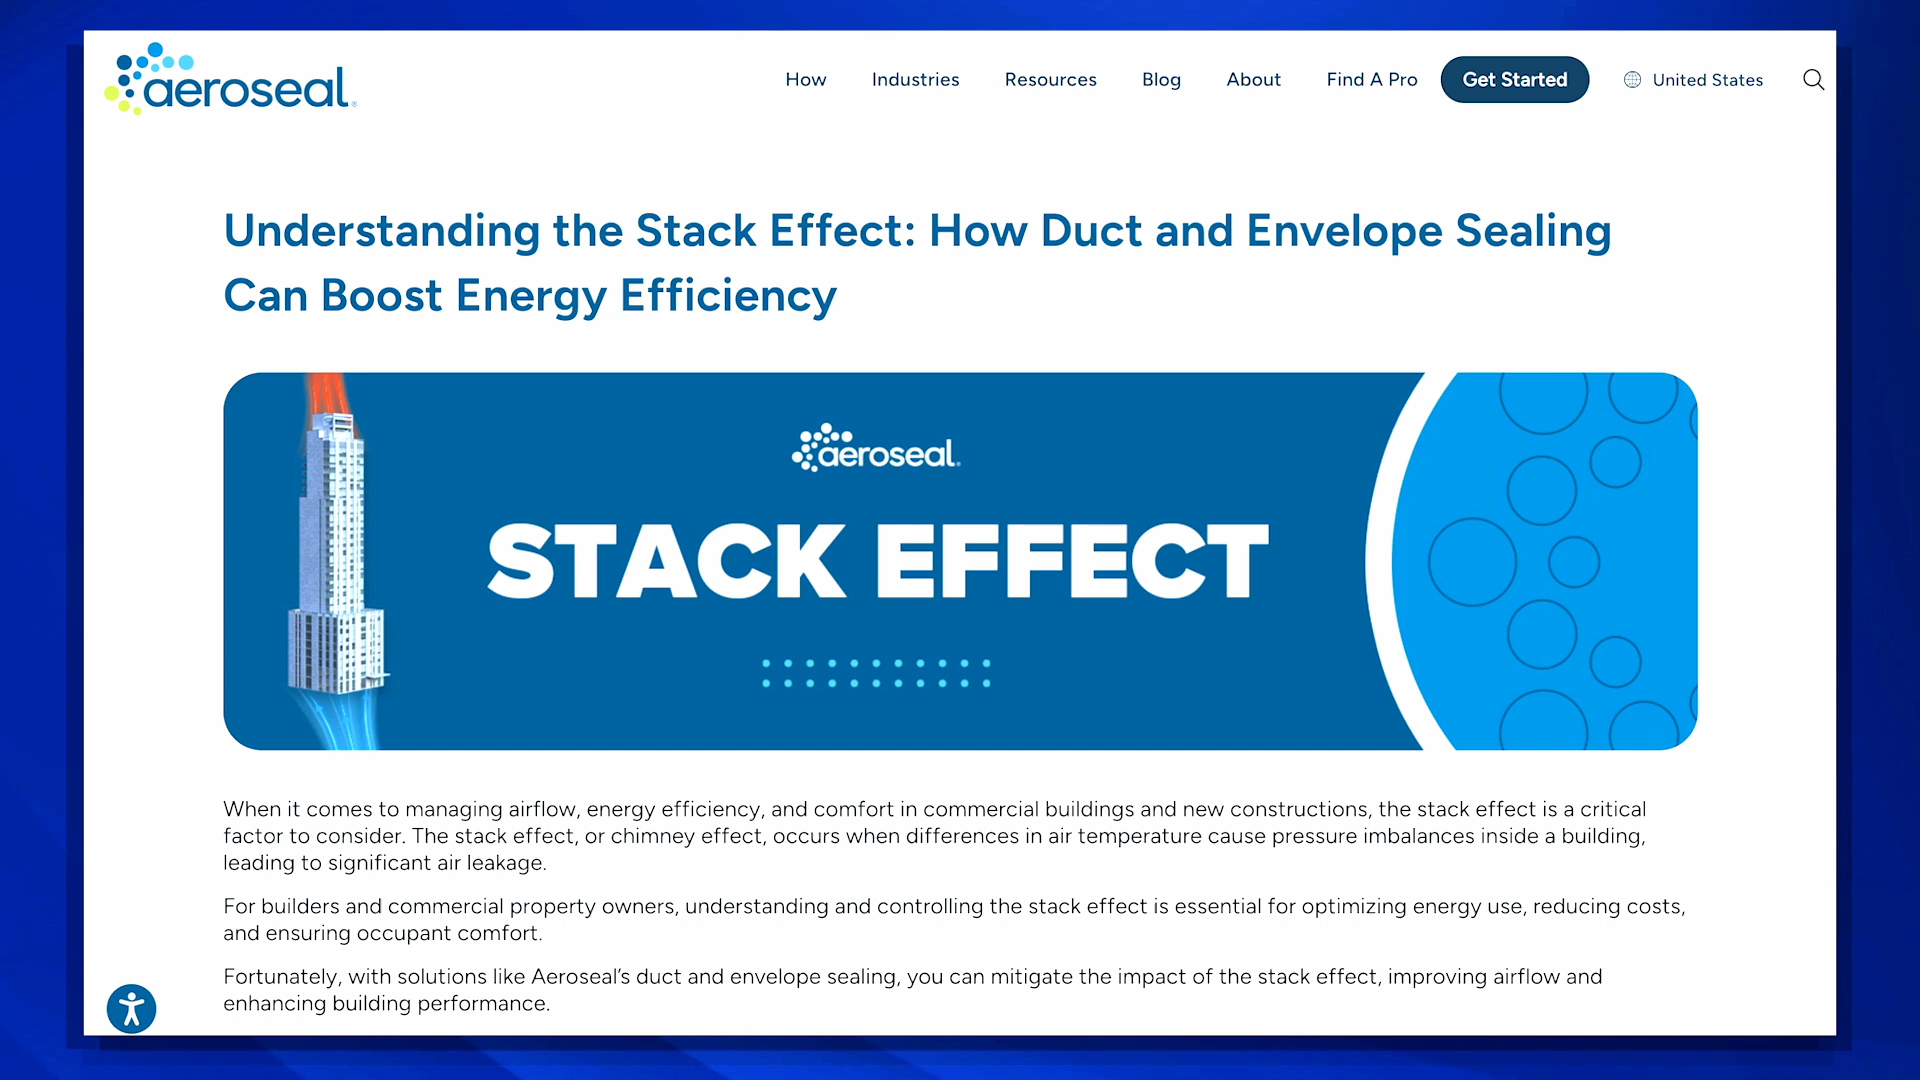 aeroseal
How
Industries
Resources
Blog
About
Find A Pro
Get Started
United States
Understanding the Stack Effect: How Duct and Envelope Sealing
Can Boost Energy Efficiency
aeroseal
STACK EFFECT
When it comes to managing airflow, energy efficiency, and comfort in commercial buildings and new constructions, the stack effect is a critical
factor to consider. The stack effect, or chimney effect, occurs when differences in air temperature cause pressure imbalances inside a building,
leading to significant air leakage.
For builders and commercial property owners, understanding and controlling the stack effect is essential for optimizing energy use, reducing costs,
and ensuring occupant comfort.
Fortunately, with solutions like Aeroseal’s duct and envelope sealing, you can mitigate the impact of the stack effect, improving airflow and
enhancing building performance.